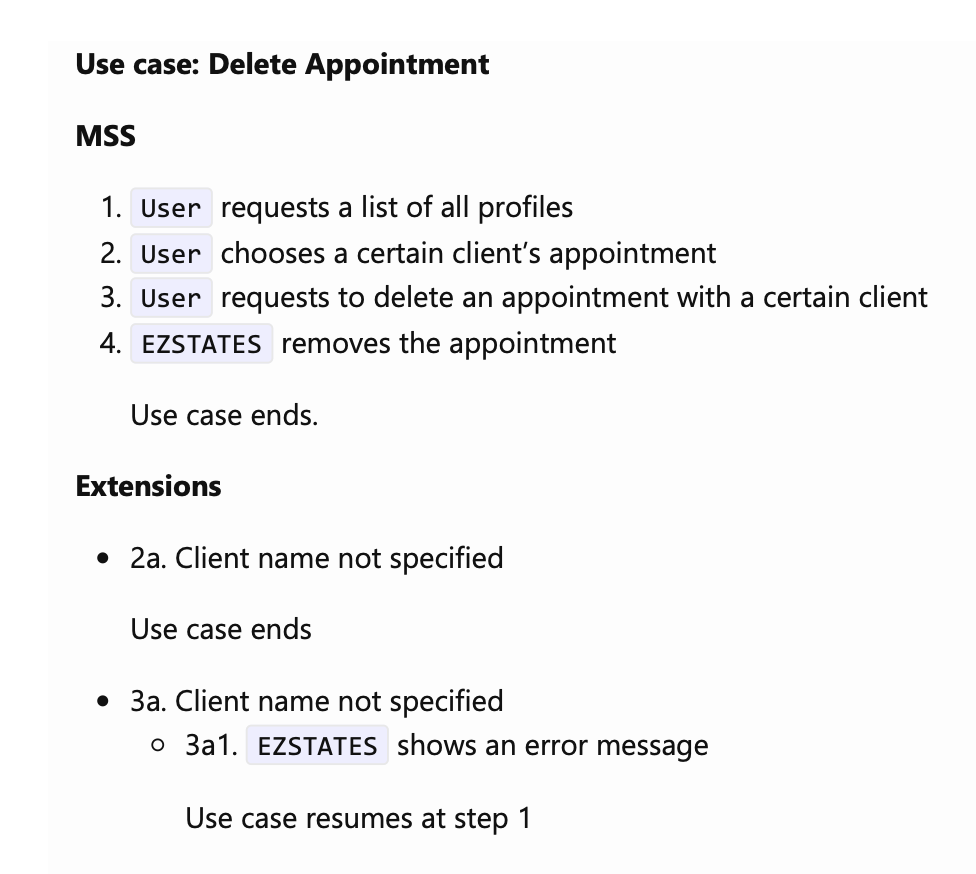 Use case: Delete Appointment
MSS
1. User requests a list of all profiles
2. User chooses a certain client’s appointment
3. User requests to delete an appointment with a certain client
4. EZSTATES removes the appointment
Use case ends.
Extensions
• 2a. Client name not specified
Use case ends
• 3a. Client name not specified
○ 3a1. EZSTATES shows an error message
Use case resumes at step 1